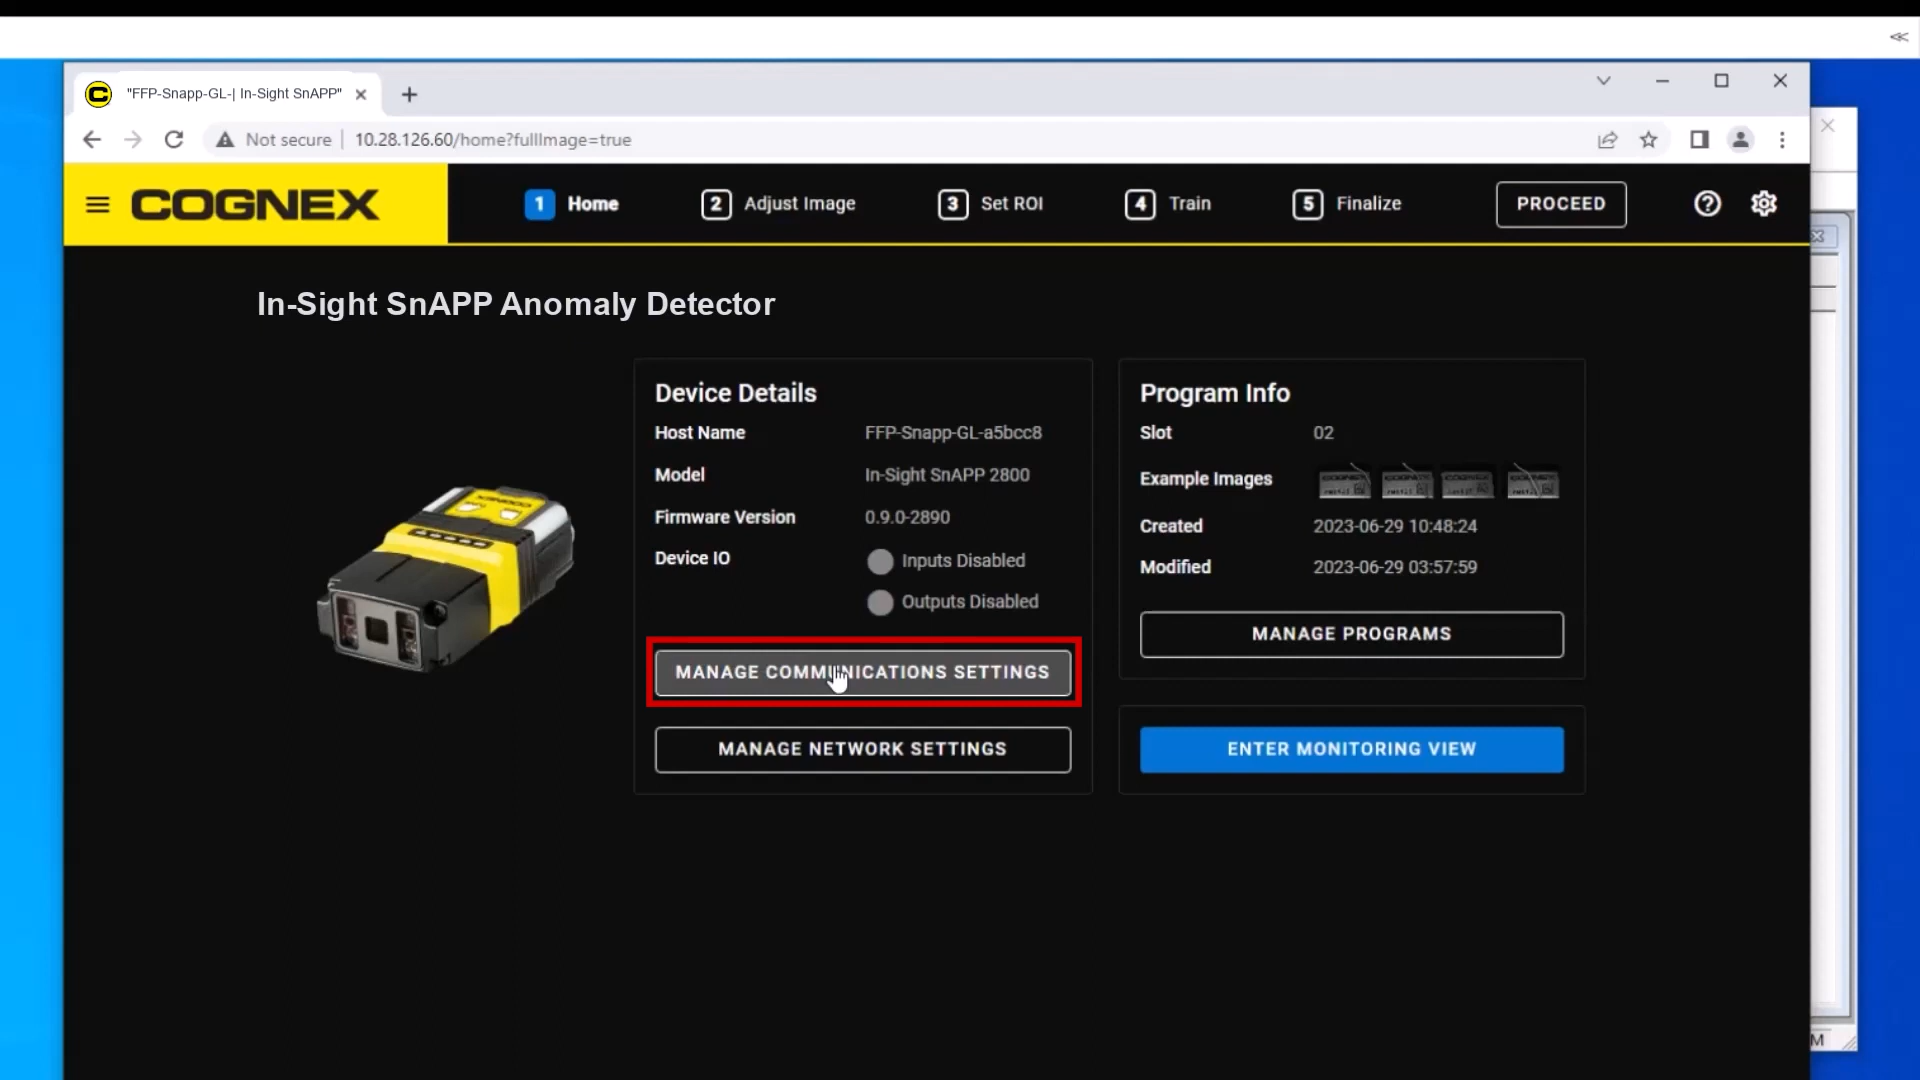 "FFP-Snapp-GL-| In-Sight SnAPP"
Not secure | 10.28.126.60/home?fullImage=true
COGNEX
1 Home
2 Adjust Image
3 Set ROI
4 Train
5 Finalize
PROCEED
In-Sight SnAPP Anomaly Detector
Device Details
Host Name FFP-Snapp-GL-a5bcc8
Model In-Sight SnAPP 2800
Firmware Version 0.9.0-2890
Device IO Inputs Disabled
Outputs Disabled
MANAGE COMMUNICATIONS SETTINGS
MANAGE NETWORK SETTINGS
Program Info
Slot 02
Example Images
Created 2023-06-29 10:48:24
Modified 2023-06-29 03:57:59
MANAGE PROGRAMS
ENTER MONITORING VIEW
M